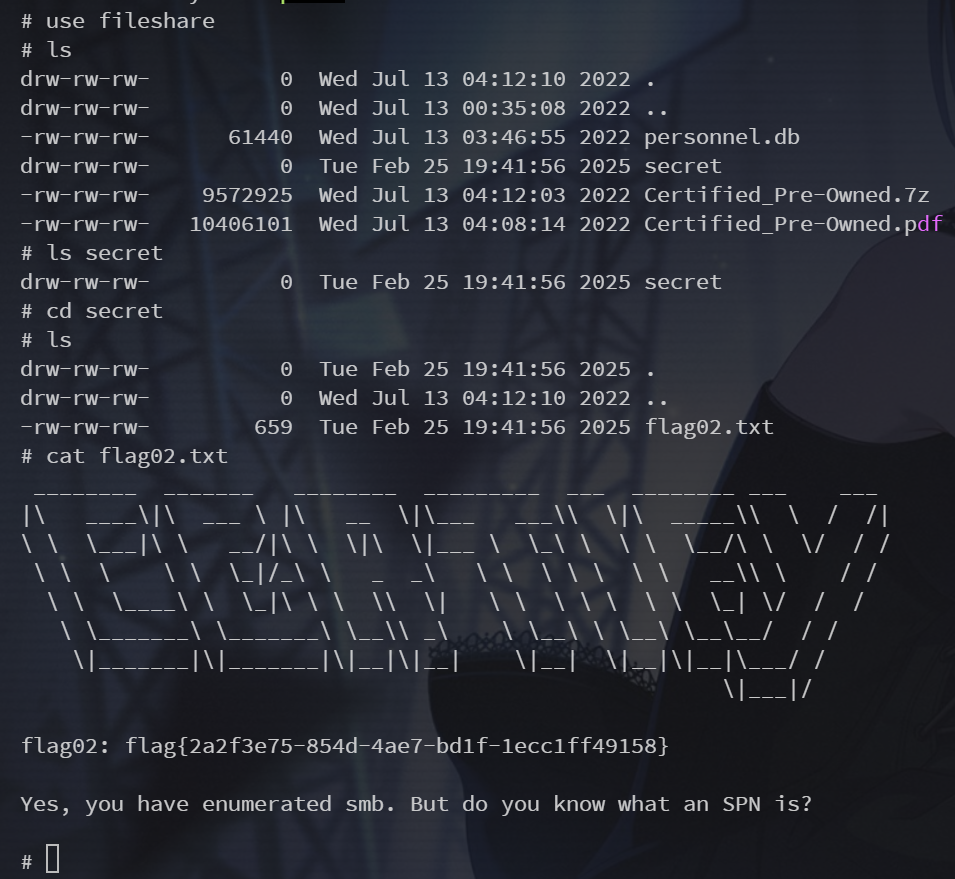 # use fileshare
# ls
drw-rw-rw-          0  Wed Jul 13 04:12:10 2022 .
drw-rw-rw-          0  Wed Jul 13 00:35:08 2022 ..
-rw-rw-rw-      61440  Wed Jul 13 03:46:55 2022 personnel.db
drw-rw-rw-          0  Tue Feb 25 19:41:56 2025 secret
-rw-rw-rw-    9572925  Wed Jul 13 04:12:03 2022 Certified_Pre-Owned.7z
-rw-rw-rw-   10406101  Wed Jul 13 04:08:14 2022 Certified_Pre-Owned.pdf
# ls secret
drw-rw-rw-          0  Tue Feb 25 19:41:56 2025 secret
# cd secret
# ls
drw-rw-rw-          0  Tue Feb 25 19:41:56 2025 .
drw-rw-rw-          0  Wed Jul 13 04:12:10 2022 ..
-rw-rw-rw-        659  Tue Feb 25 19:41:56 2025 flag02.txt
# cat flag02.txt
flag02: flag{2a2f3e75-854d-4ae7-bd1f-1ecc1ff49158}
Yes, you have enumerated smb. But do you know what an SPN is?
#